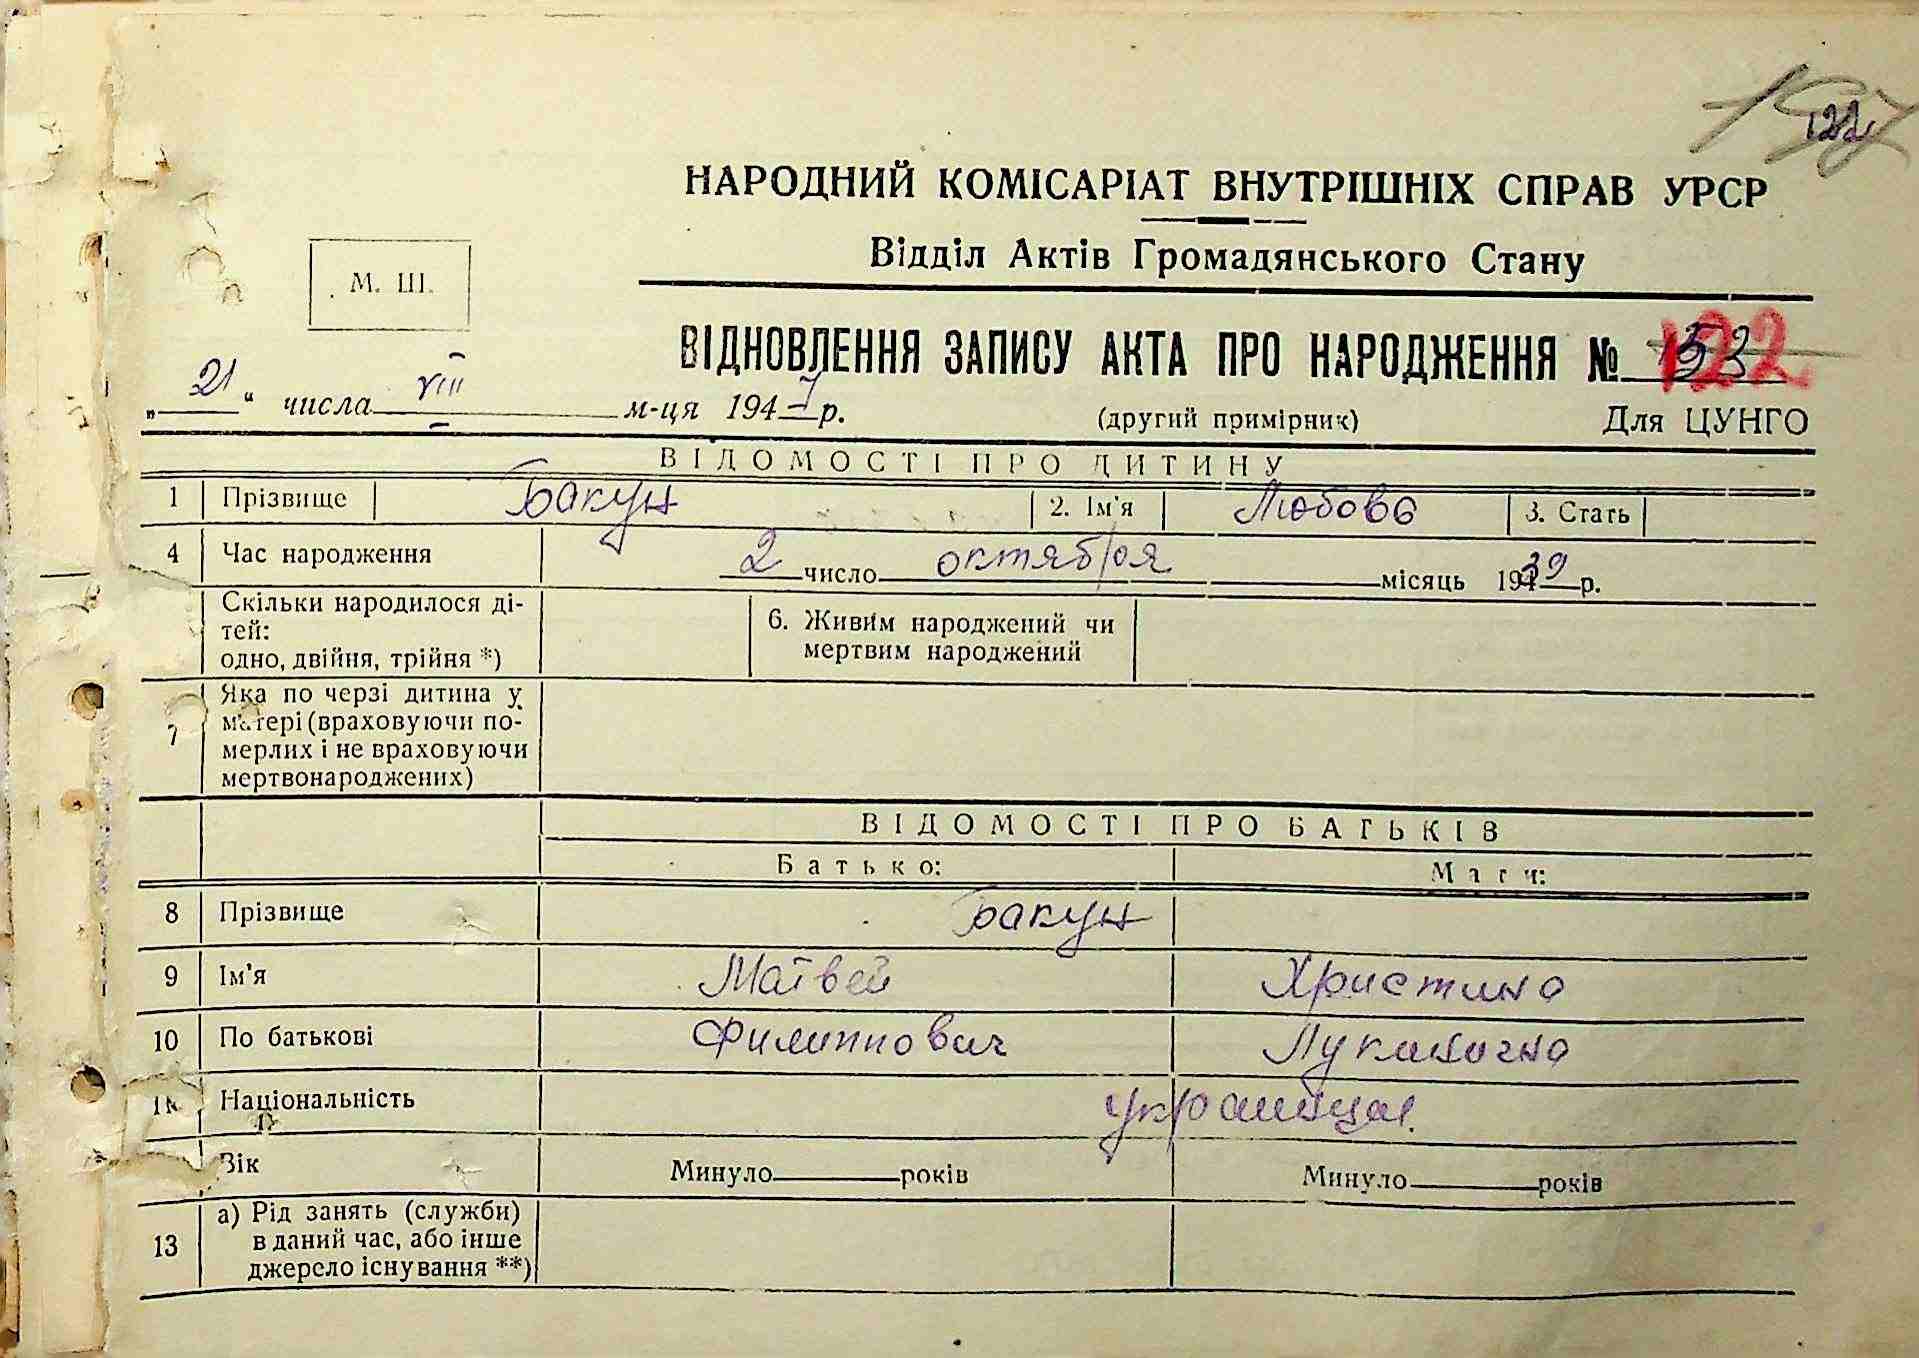 122
НАРОДНИЙ КОМІСАРІАТ ВНУТРІШНІХ СПРАВ УРСР
Відділ Актів Громадянського Стану
М. Ш.
ВІДНОВЛЕННЯ ЗАПИСУ АКТА ПРО НАРОДЖЕННЯ № 122
„ 21 “ числа VIII м-ця 1947 р. (другий примірник) Для ЦУНГО
ВІДОМОСТІ ПРО ДИТИНУ
1 Прізвище Бакун 2. Ім'я Любовь 3. Стать
4 Час народження 2 число октября місяць 1939 р.
Скільки народилося ді-
тей:
одно, двійня, трійня *)
6. Живим народжений чи
мертвим народжений
7 Яка по черзі дитина у
матері (враховуючи по-
мерлих і не враховуючи
мертвонароджених)
ВІДОМОСТІ ПРО БАТЬКІВ
Батько: Мати:
8 Прізвище Бакун
9 Ім'я Матвей Христина
10 По батькові Филиппович Лукинична
11 Національність украинцы.
Вік Минуло років Минуло років
13 а) Рід занять (служби)
в даний час, або інше
джерело існування **)